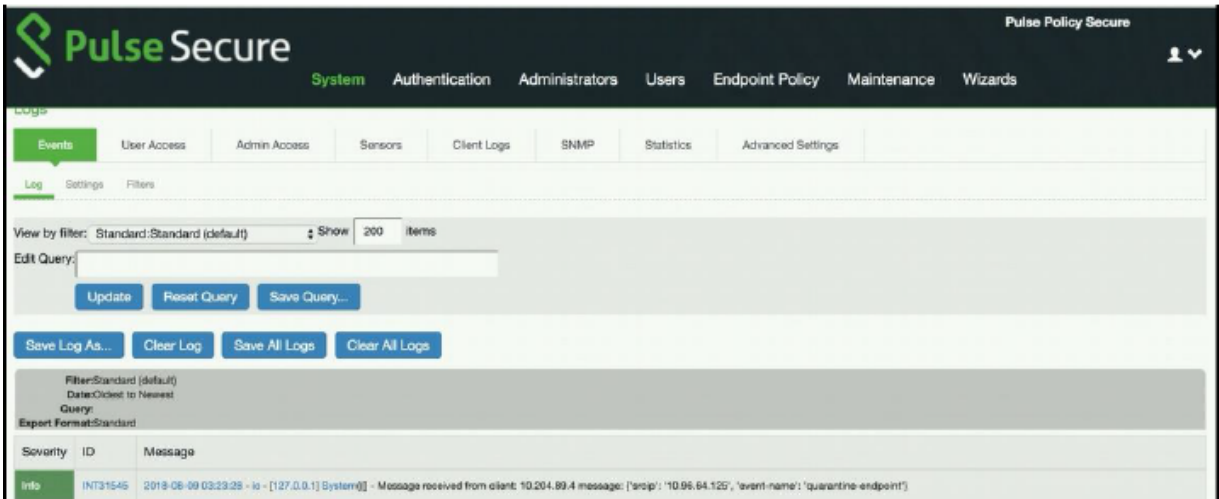 Pulse Policy Secure
Pulse Secure
System Authentication Administrators Users Endpoint Policy Maintenance Wizards
Logs
Events User Access Admin Access Sensors Client Logs SNMP Statistics Advanced Settings
Log Settings Filters
View by filter: Standard:Standard (default) Show 200 items
Edit Query:
Update Reset Query Save Query...
Save Log As... Clear Log Save All Logs Clear All Logs
Filter:Standard (default)
Date:Oldest to Newest
Query:
Export Format:Standard
Severity ID Message
Info INT31545 2018-08-09 03:23:28 - ic - [127.0.0.1] System()[] - Message received from client: 10.204.89.4 message: {'srcip': '10.96.64.125', 'event-name': 'quarantine-endpoint'}